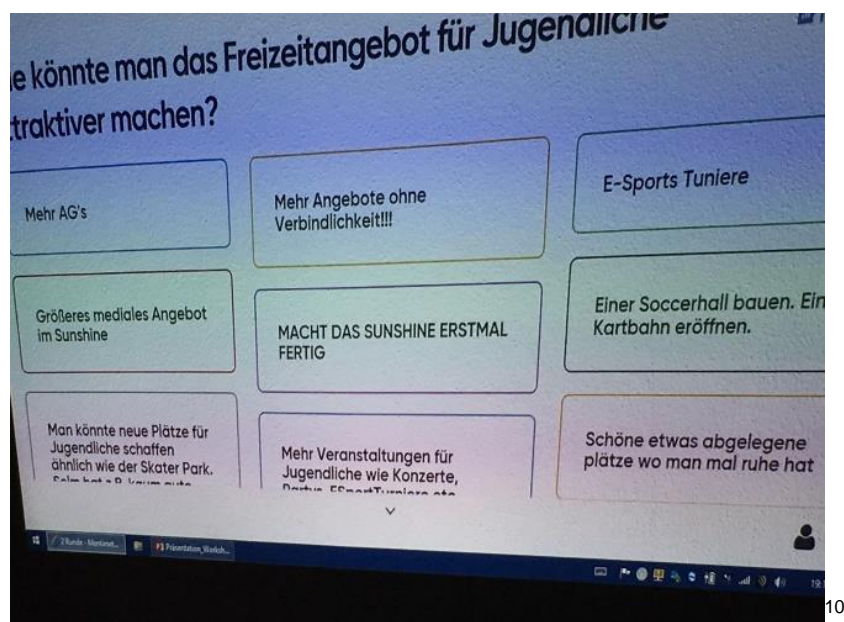 e könnte man das Freizeitangebot für Jugendliche
traktiver machen?
Mehr AG's
Mehr Angebote ohne
Verbindlichkeit!!!
E-Sports Tuniere
Größeres mediales Angebot
im Sunshine
MACHT DAS SUNSHINE ERSTMAL
FERTIG
Einer Soccerhall bauen. Ein
Kartbahn eröffnen.
Man könnte neue Plätze für
Jugendliche schaffen
ähnlich wie der Skater Park.
Mehr Veranstaltungen für
Jugendliche wie Konzerte,
Schöne etwas abgelegene
plätze wo man mal ruhe hat
10